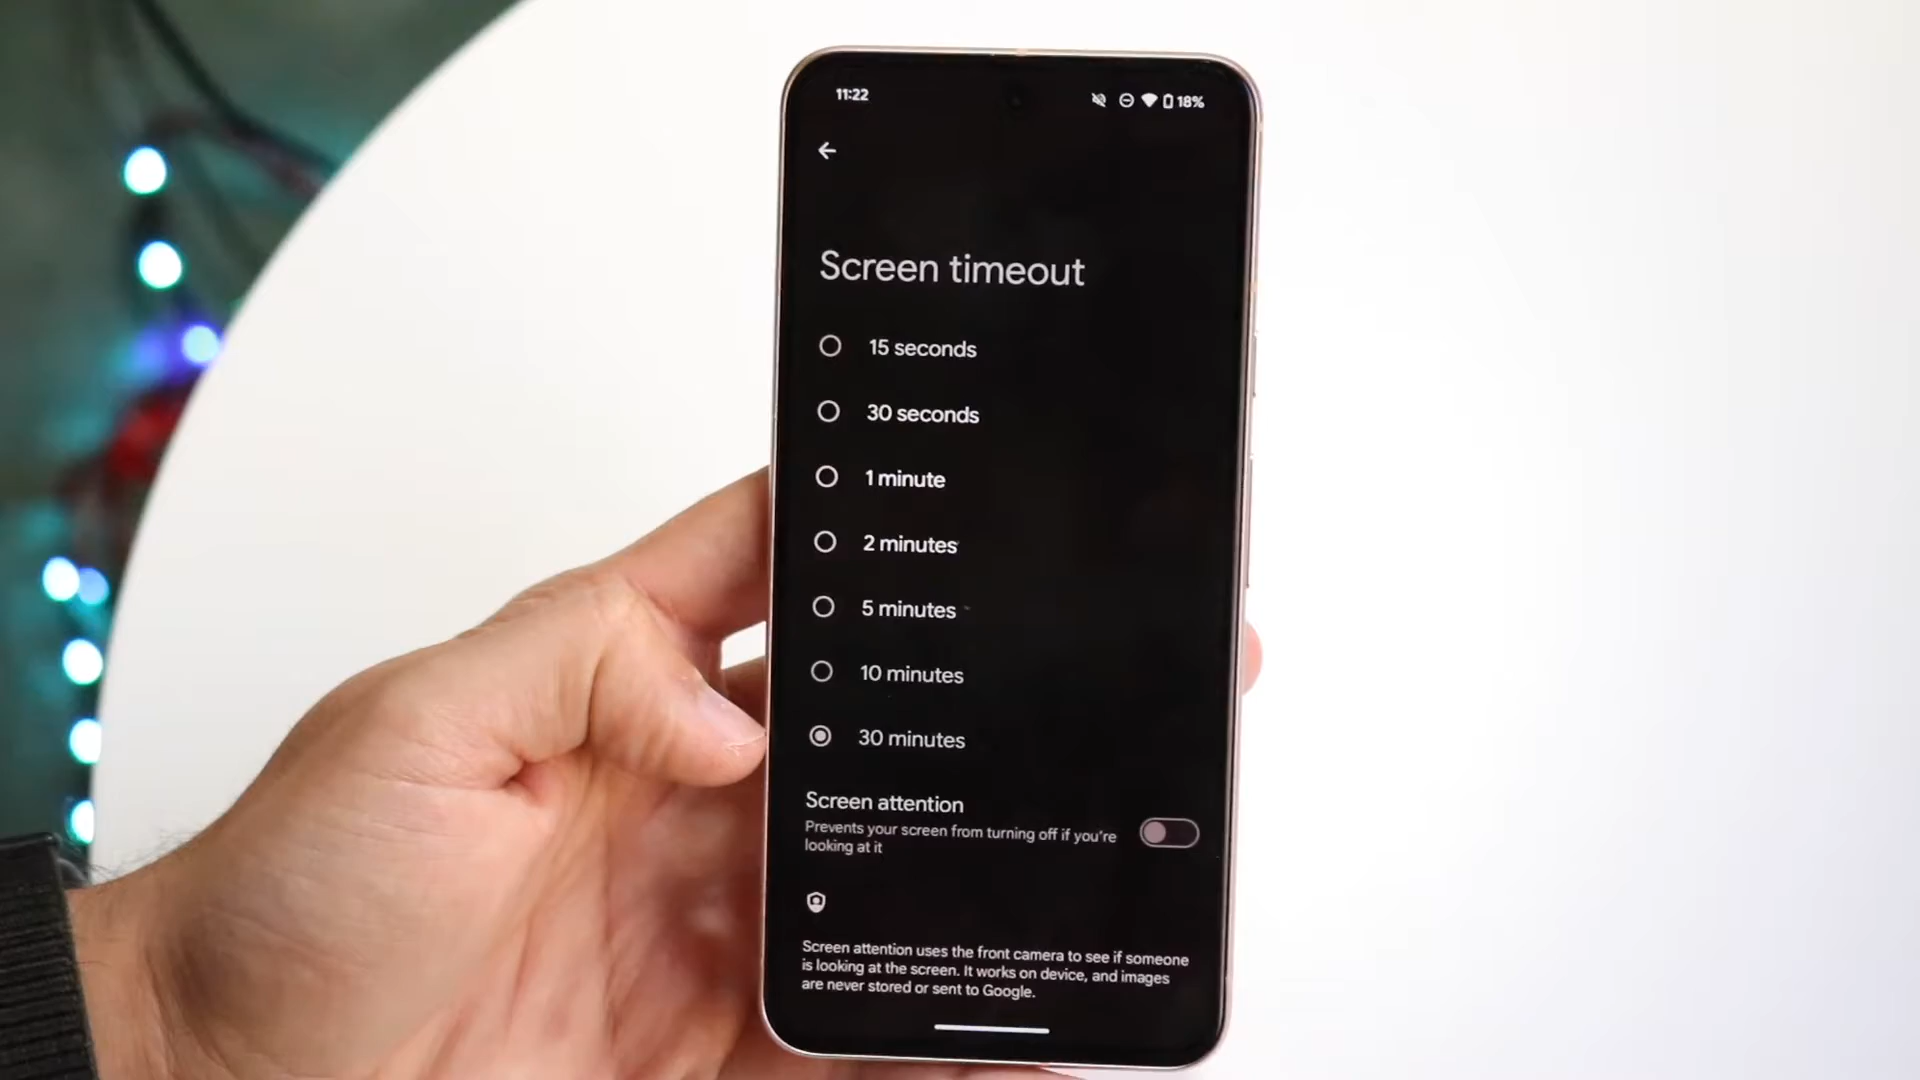 11:22
18%
Screen timeout
15 seconds
30 seconds
1 minute
2 minutes
5 minutes
10 minutes
30 minutes
Screen attention
Prevents your screen from turning off if you're
looking at it
Screen attention uses the front camera to see if someone
is looking at the screen. It works on device, and images
are never stored or sent to Google.